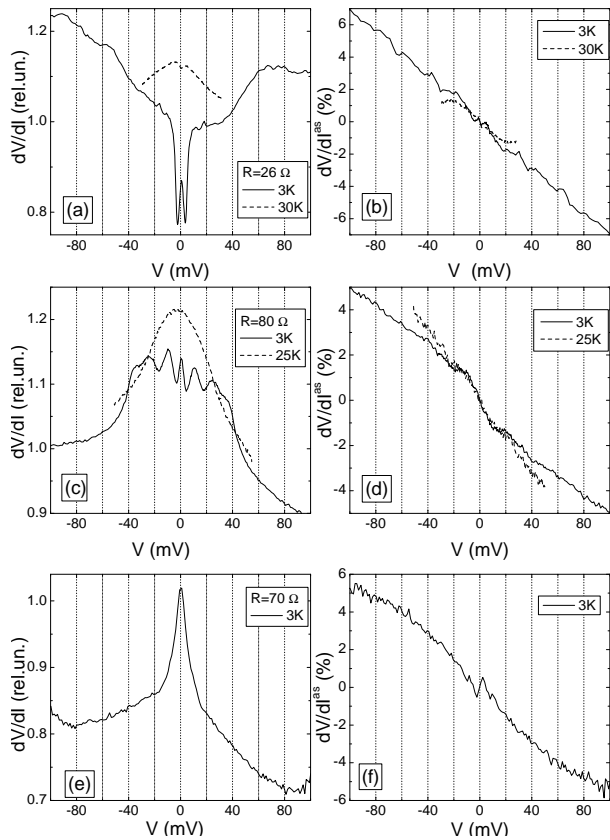 1.2
1.0
0.8
dV/dI (rel.un.)
R=26 Ω
3K
30K
(a)
-80 -40 0 40 80
V (mV)
6
4
2
0
-2
-4
-6
dV/dI^as (%)
3K
30K
(b)
-80 -40 0 40 80
V (mV)
1.2
1.1
1.0
0.9
dV/dI (rel.un.)
R=80 Ω
3K
25K
(c)
-80 -40 0 40 80
V (mV)
4
2
0
-2
-4
dV/dI^as (%)
3K
25K
(d)
-80 -40 0 40 80
V (mV)
1.0
0.9
0.8
0.7
dV/dI (rel.un.)
R=70 Ω
3K
(e)
-80 -40 0 40 80
V (mV)
6
4
2
0
-2
-4
-6
dV/dI^as (%)
3K
(f)
-80 -40 0 40 80
V (mV)